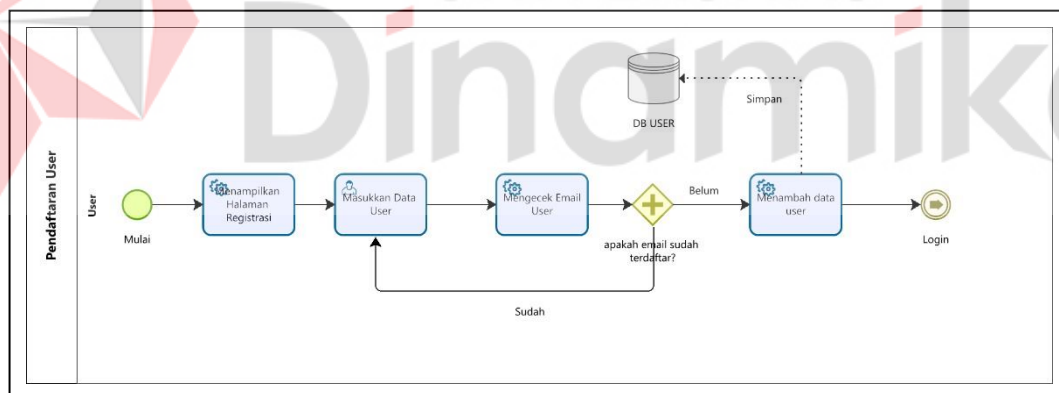 Dinamik
Pendaftaran User
User
Mulai
Menampilkan
Halaman
Registrasi
Masukkan Data
User
Mengecek Email
User
apakah email sudah
terdaftar?
Belum
Sudah
DB USER
Simpan
Menambah data
user
Login